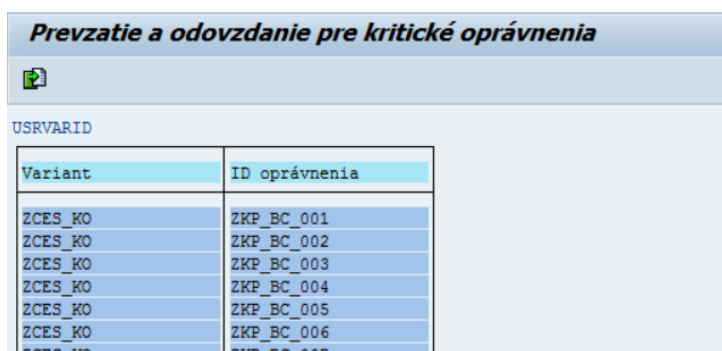 Prevzatie a odovzdanie pre kritické oprávnenia
USRVARID
Variant ID oprávnenia
ZCES_KO ZKP_BC_001
ZCES_KO ZKP_BC_002
ZCES_KO ZKP_BC_003
ZCES_KO ZKP_BC_004
ZCES_KO ZKP_BC_005
ZCES_KO ZKP_BC_006